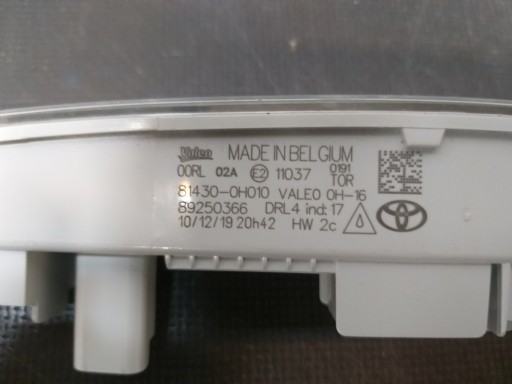 Valeo MADE IN BELGIUM
00RL 02A E2 11037 0191 TOR
81430-0H010 VALEO 0H-16
89250366 DRL4 ind: 17
10/12/19 20h42 HW 2c